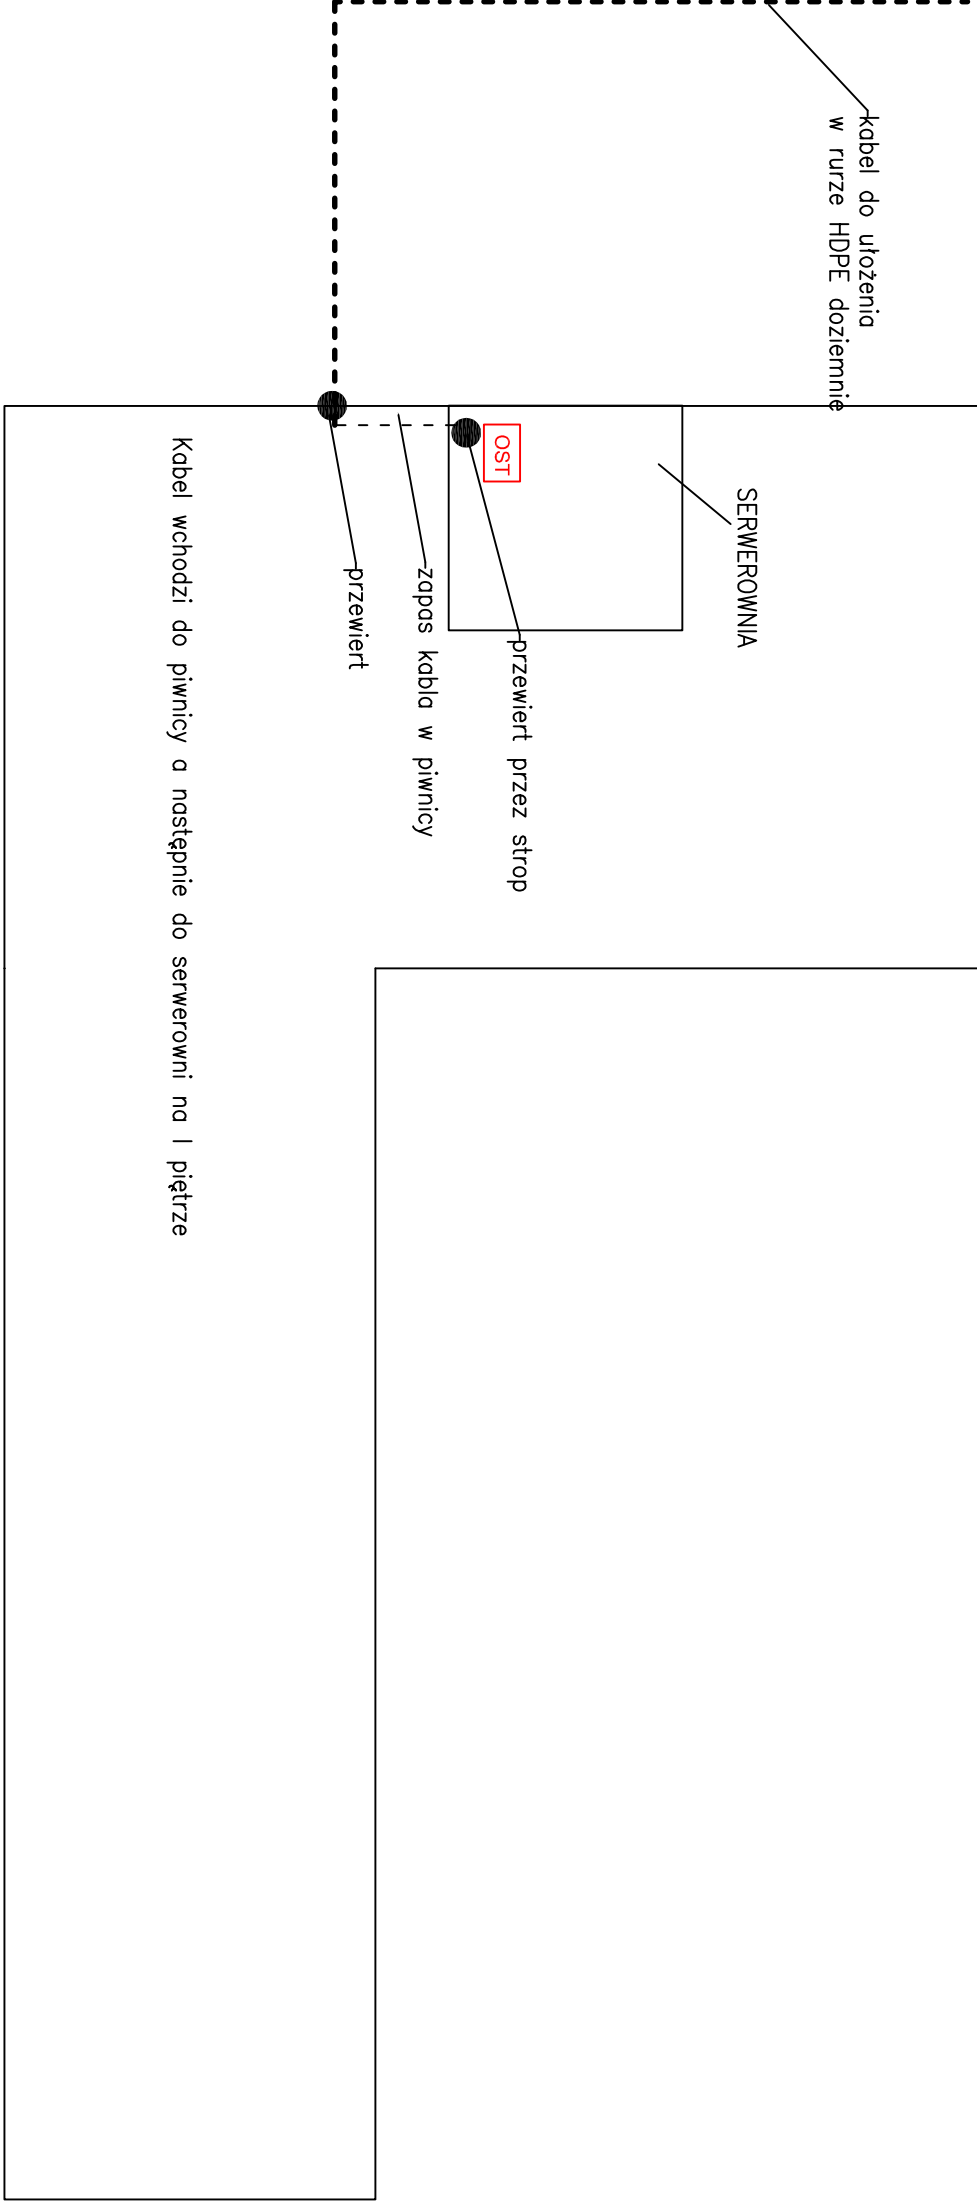 kabel do ułożenia
w rurze HDPE doziemnie
SERWEROWNIA
OST
przewiert przez strop
zapas kabla w piwnicy
przewiert
Kabel wchodzi do piwnicy a następnie do serwerowni na I piętrze